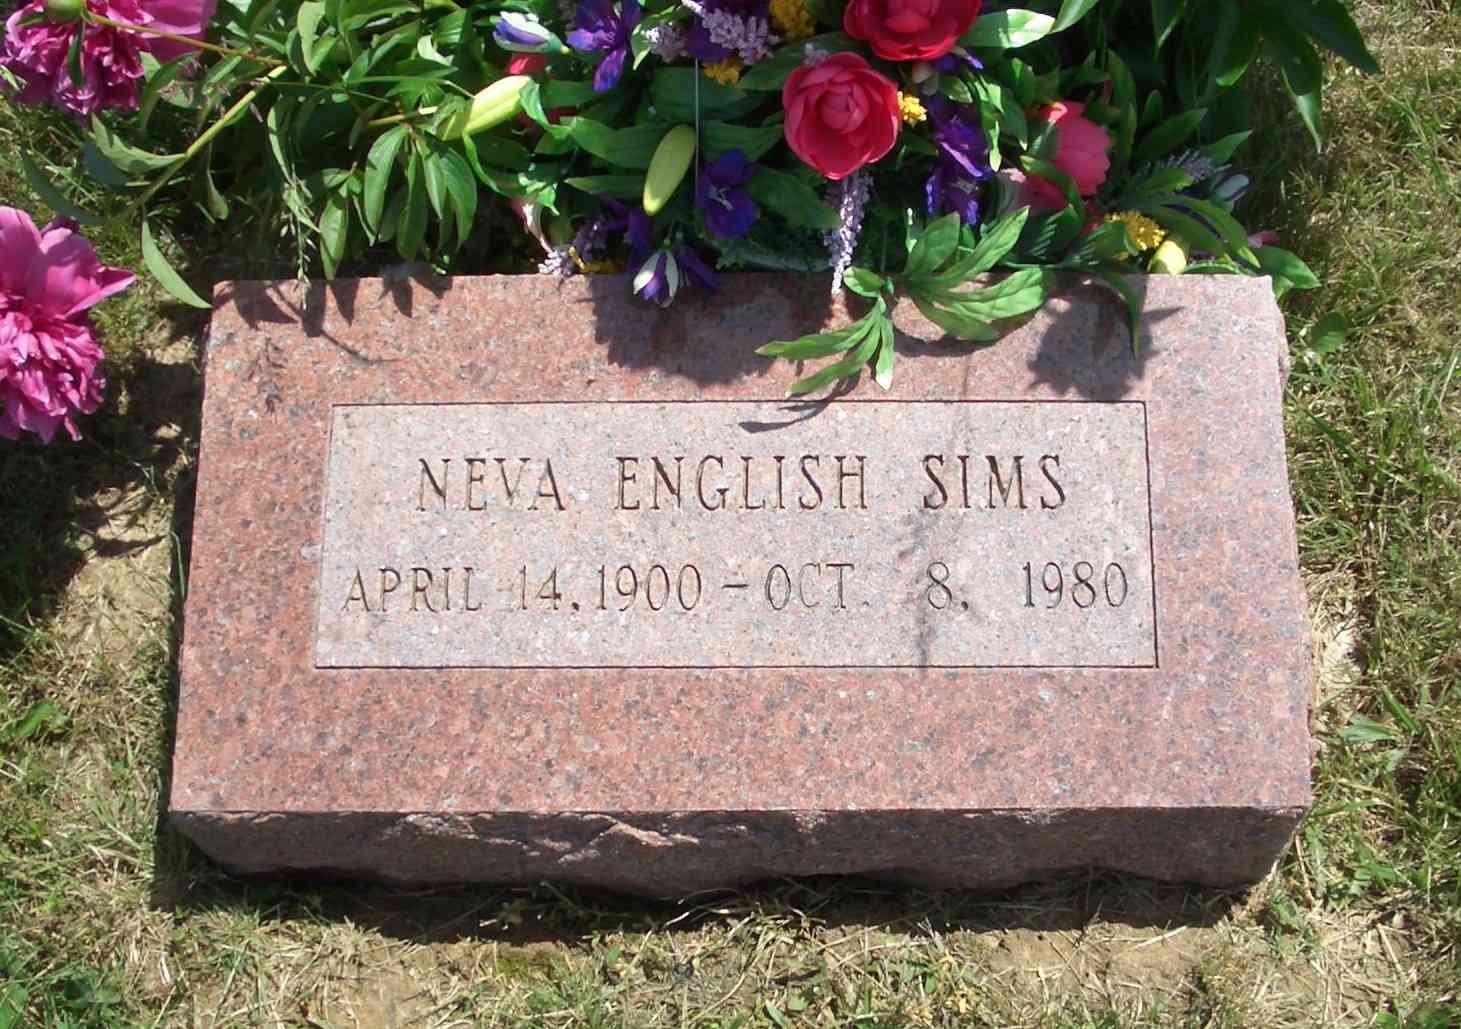 NEVA ENGLISH SIMS
APRIL 14, 1900 – OCT. 8, 1980